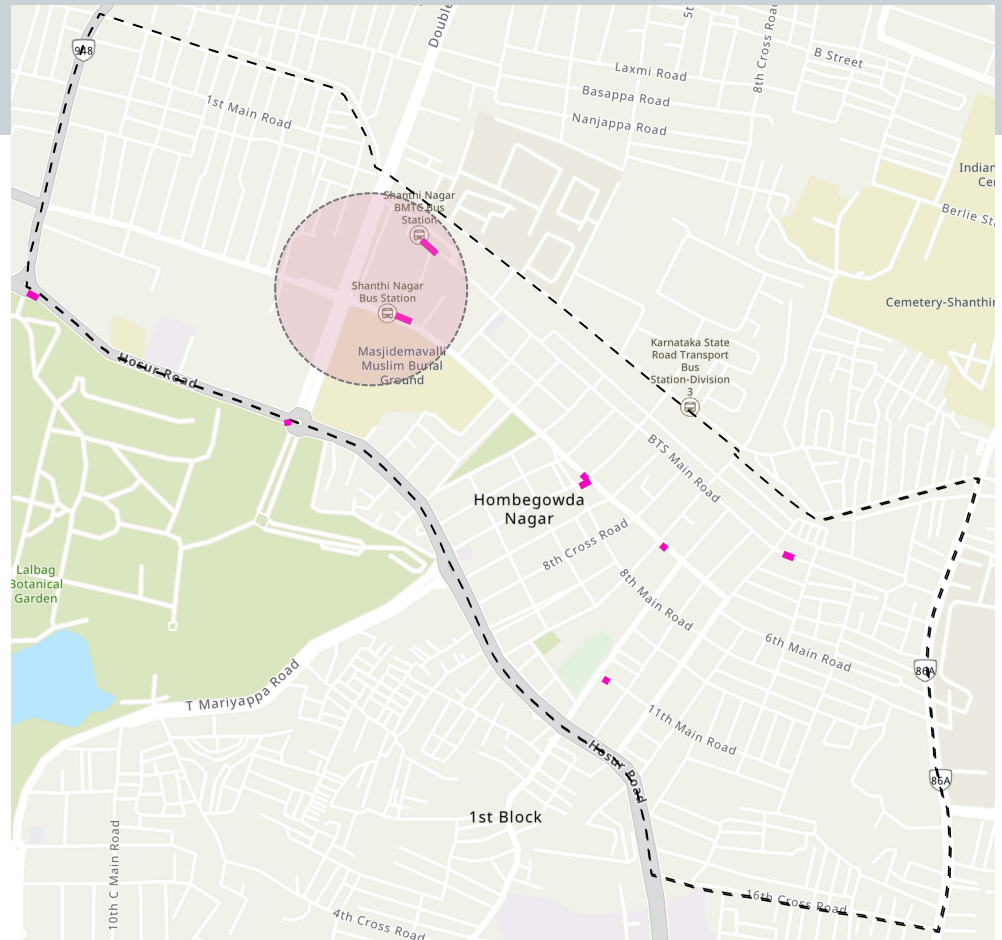 Double
5t
8th Cross Road
B Street
948
Laxmi Road
Basappa Road
1st Main Road
Nanjappa Road
Indian
Cer
Shanthi Nagar
BMTC Bus
Station
Berlie St
Shanthi Nagar
Bus Station
Cemetery-Shanthin
Masjidemavalli
Muslim Burial
Ground
Karnataka State
Road Transport
Bus
Station-Division
3
Hosur Road
BTS Main Road
Hombegowda
Nagar
8th Cross Road
Lalbag
Botanical
Garden
8th Main Road
6th Main Road
86A
T Mariyappa Road
11th Main Road
Hosur Road
86A
1st Block
10th C Main Road
16th Cross Road
4th Cross Road